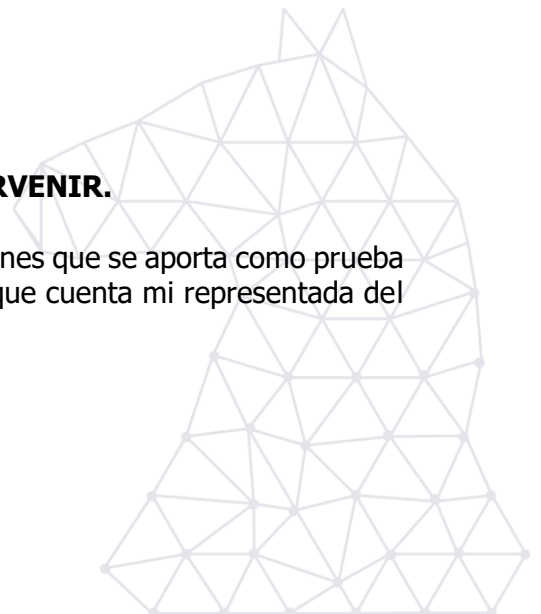 RVENIR.
nes que se aporta como prueba
que cuenta mi representada del